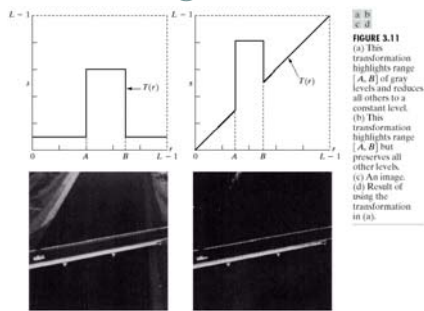 L – 1
T(r)
s
0
A
B
L – 1
r
L – 1
T(r)
s
0
A
B
L – 1
r
a b
c d
FIGURE 3.11
(a) This
transformation
highlights range
[A, B] of gray
levels and reduces
all others to a
constant level.
(b) This
transformation
highlights range
[A, B] but
preserves all
other levels.
(c) An image.
(d) Result of
using the
transformation
in (a).